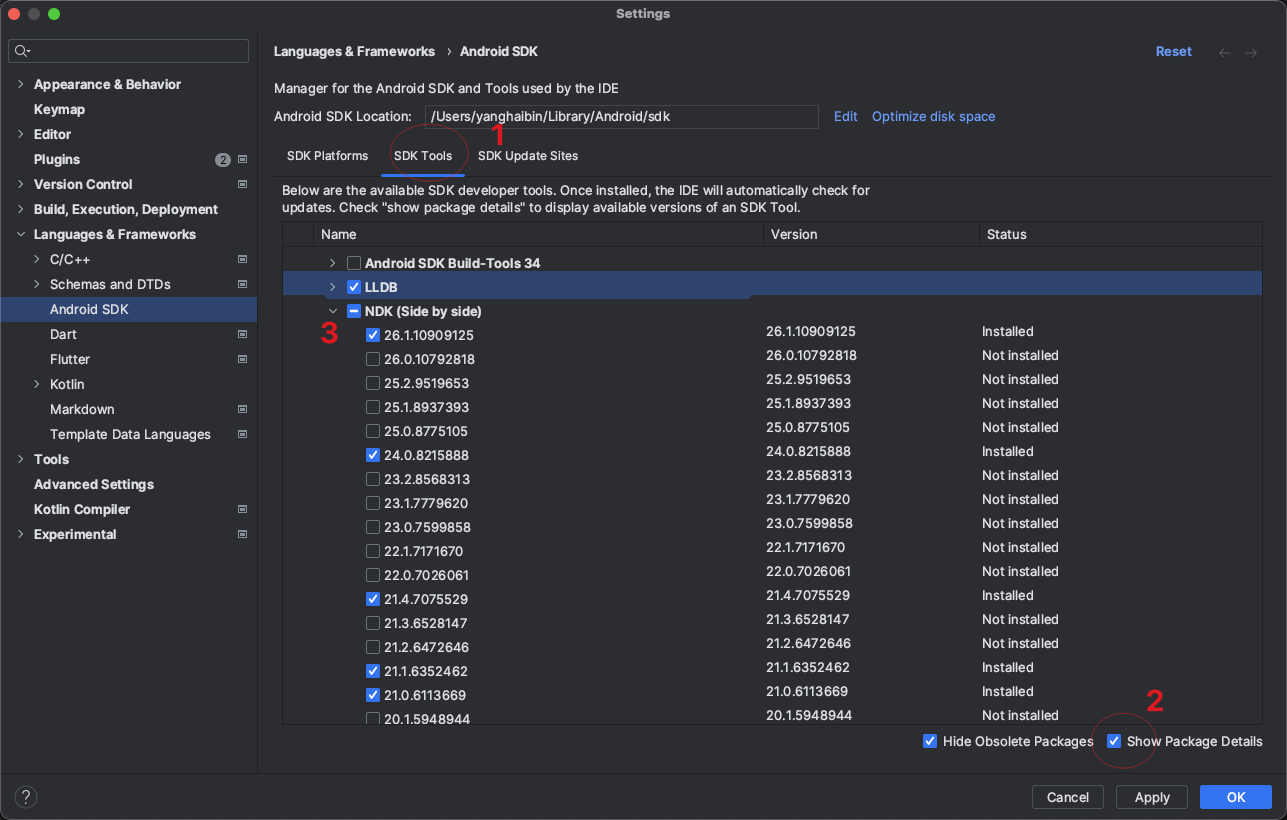 Settings
Languages & Frameworks › Android SDK
Reset
Appearance & Behavior
Keymap
Editor
Plugins 2
Version Control
Build, Execution, Deployment
Languages & Frameworks
C/C++
Schemas and DTDs
Android SDK
Dart
Flutter
Kotlin
Markdown
Template Data Languages
Tools
Advanced Settings
Kotlin Compiler
Experimental
?
Manager for the Android SDK and Tools used by the IDE
Android SDK Location: /Users/yanghaibin/Library/Android/sdk Edit Optimize disk space
1
SDK Platforms SDK Tools SDK Update Sites
Below are the available SDK developer tools. Once installed, the IDE will automatically check for
updates. Check "show package details" to display available versions of an SDK Tool.
Name Version Status
Android SDK Build-Tools 34
LLDB
NDK (Side by side)
3
26.1.10909125 26.1.10909125 Installed
26.0.10792818 26.0.10792818 Not installed
25.2.9519653 25.2.9519653 Not installed
25.1.8937393 25.1.8937393 Not installed
25.0.8775105 25.0.8775105 Not installed
24.0.8215888 24.0.8215888 Installed
23.2.8568313 23.2.8568313 Not installed
23.1.7779620 23.1.7779620 Not installed
23.0.7599858 23.0.7599858 Not installed
22.1.7171670 22.1.7171670 Not installed
22.0.7026061 22.0.7026061 Not installed
21.4.7075529 21.4.7075529 Installed
21.3.6528147 21.3.6528147 Not installed
21.2.6472646 21.2.6472646 Not installed
21.1.6352462 21.1.6352462 Installed
21.0.6113669 21.0.6113669 Installed
20.1.5948944 20.1.5948944 Not installed
2
Hide Obsolete Packages Show Package Details
Cancel Apply OK